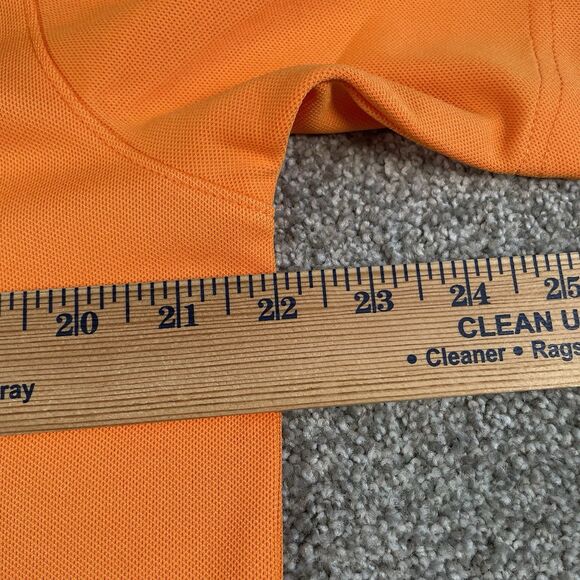 20 21 22 23 24 25
CLEAN U
ray • Cleaner • Rags